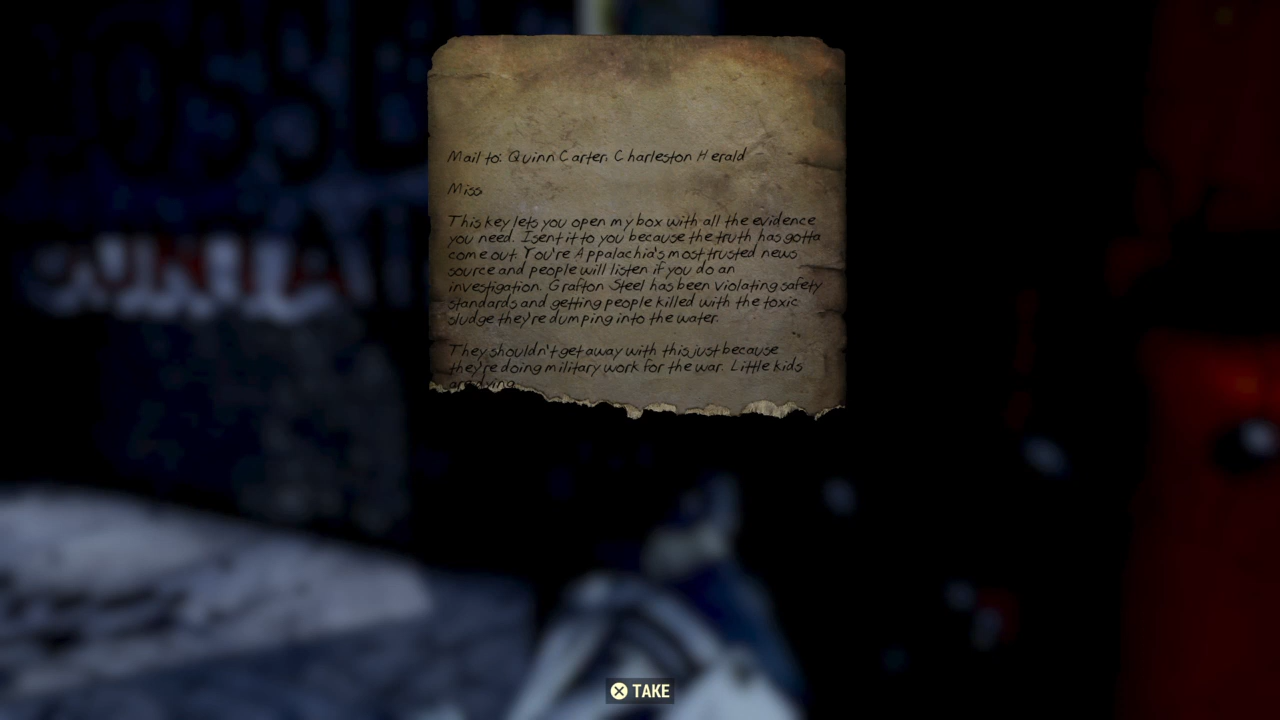 Mail to: Quinn Carter, Charleston Herald
Miss
This key lets you open my box with all the evidence
you need. I sent it to you because the truth has gotta
come out. You're Appalachia's most trusted news
source and people will listen if you do an
investigation. Grafton Steel has been violating safety
standards and getting people killed with the toxic
sludge they're dumping into the water.
They shouldn't get away with this just because
they're doing military work for the war. Little kids
are dying
TAKE